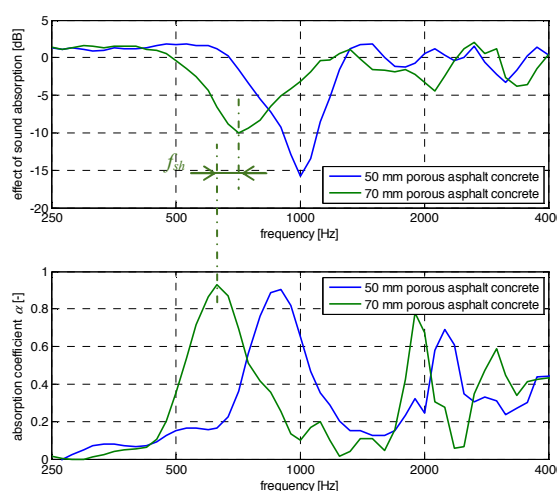 effect of sound absorption [dB]
5
0
-5
-10
-15
-20
f_sh
50 mm porous asphalt concrete
70 mm porous asphalt concrete
250 500 1000 2000 4000
frequency [Hz]
absorption coefficient α [-]
1
0.8
0.6
0.4
0.2
0
50 mm porous asphalt concrete
70 mm porous asphalt concrete
250 500 1000 2000 400
frequency [Hz]